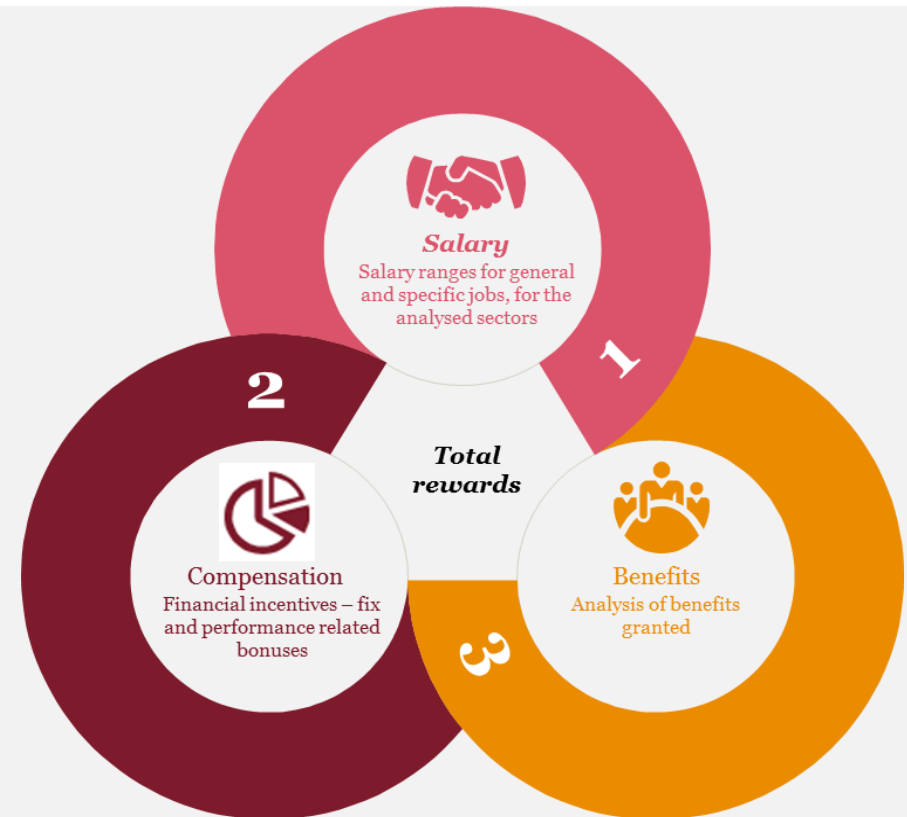 Salary
Salary ranges for general
and specific jobs, for the
analysed sectors
1
2
Total
rewards
Compensation
Financial incentives – fix
and performance related
bonuses
Benefits
Analysis of benefits
granted
3